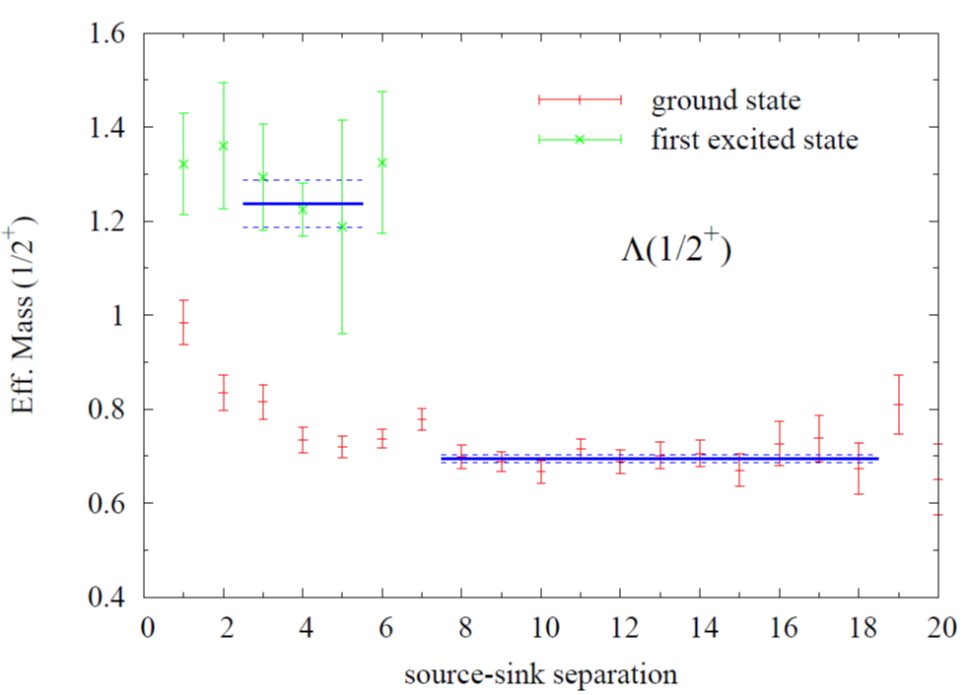 1.6
1.4
1.2
1
0.8
0.6
0.4
0 2 4 6 8 10 12 14 16 18 20
Eff. Mass (1/2⁺)
source-sink separation
ground state
first excited state
Λ(1/2⁺)